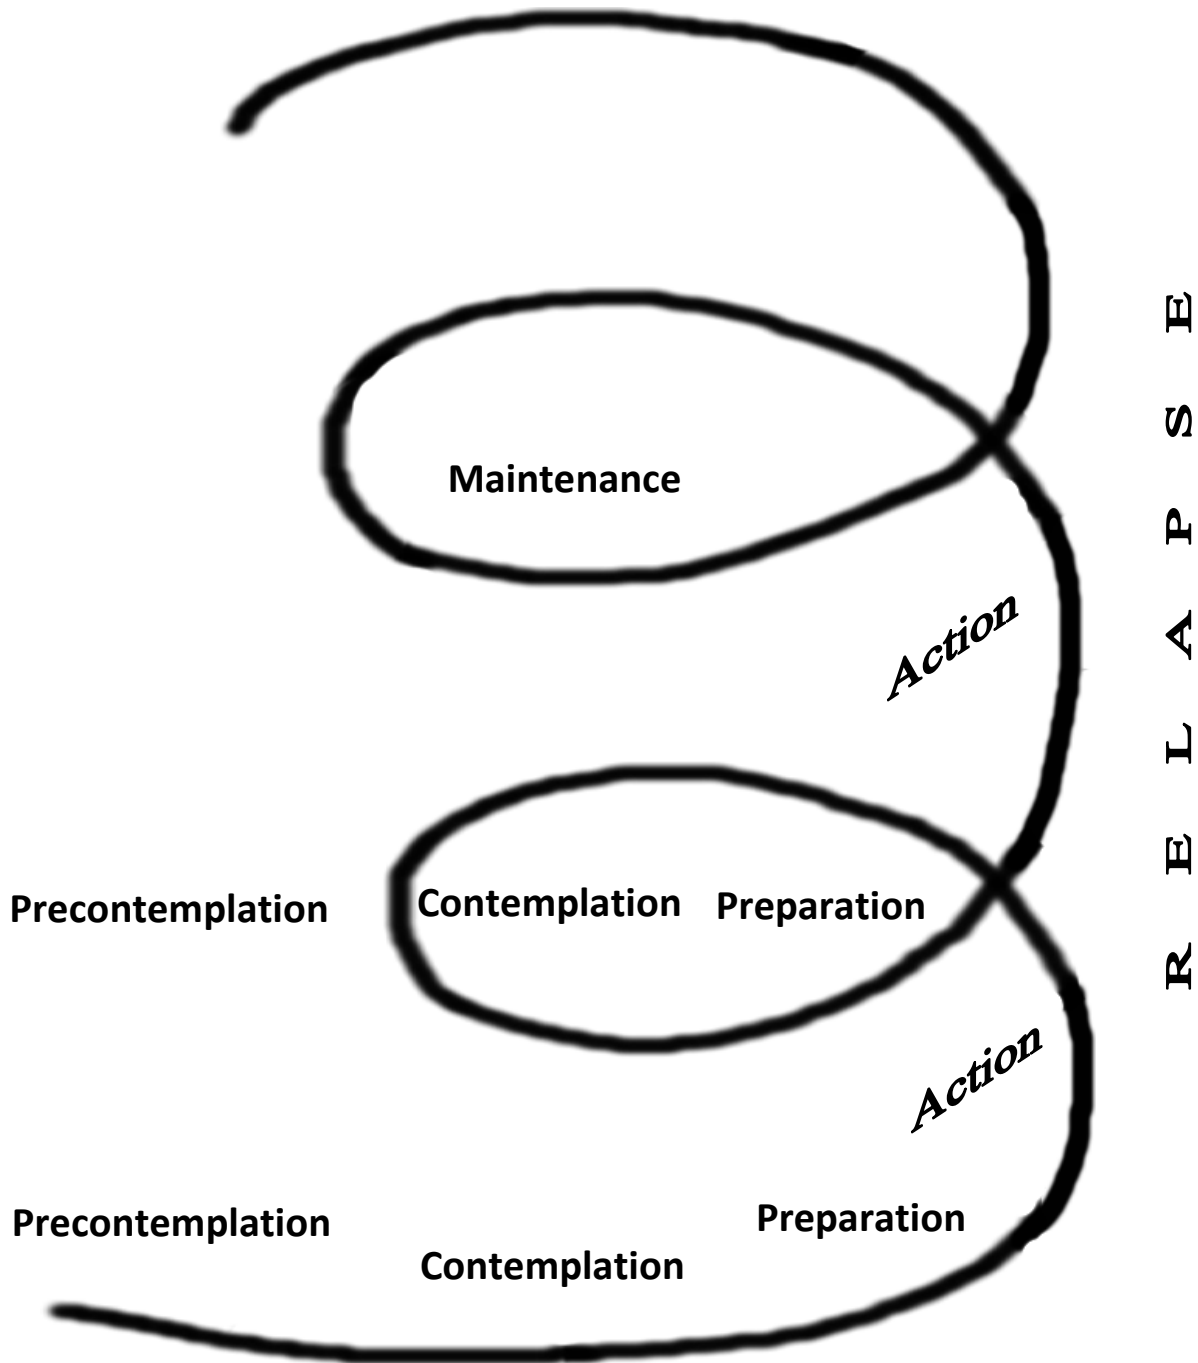 Maintenance
Action
Precontemplation
Contemplation
Preparation
Action
Precontemplation
Contemplation
Preparation
RELAPSE